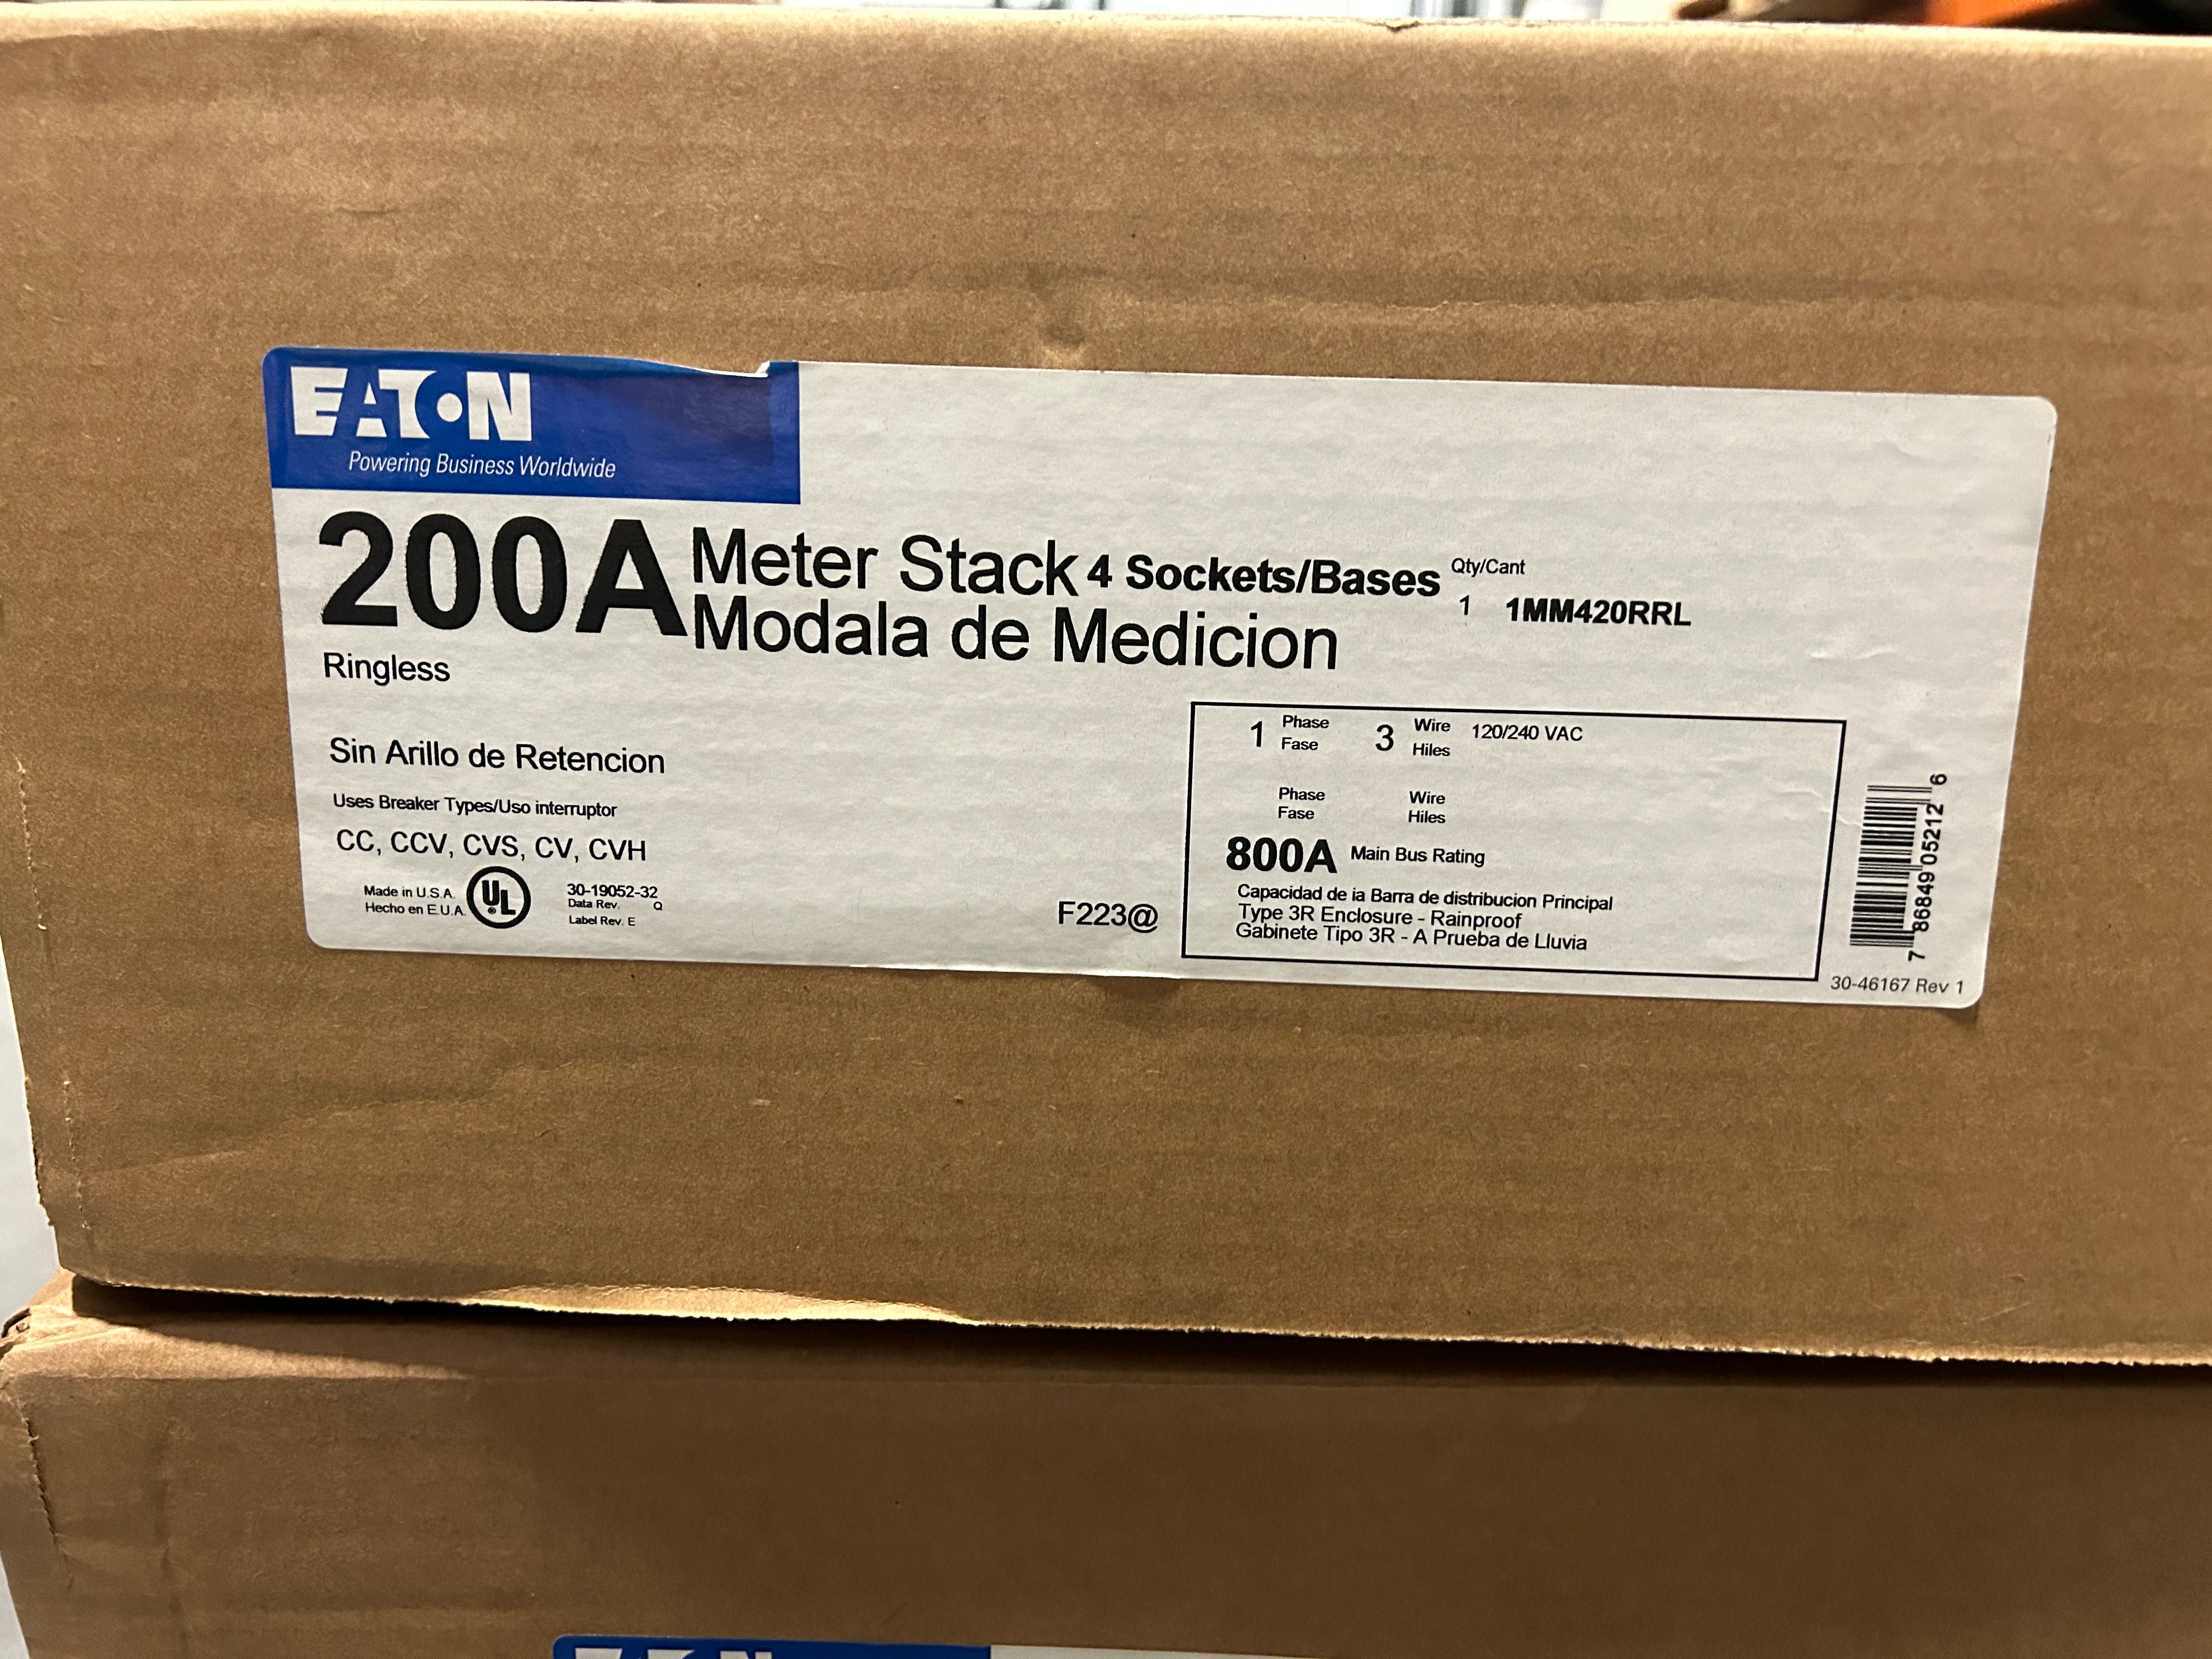 EATON
Powering Business Worldwide
200A Meter Stack 4 Sockets/Bases
Modala de Medicion
Qty/Cant
1 1MM420RRL
Ringless
Sin Arillo de Retencion
Uses Breaker Types/Uso interruptor
CC, CCV, CVS, CV, CVH
Made in U.S.A.
Hecho en E.U.A.
UL
30-19052-32
Data Rev. Q
Label Rev. E
F223@
1 Phase 3 Wire 120/240 VAC
Fase Hiles
Phase Wire
Fase Hiles
800A Main Bus Rating
Capacidad de ia Barra de distribucion Principal
Type 3R Enclosure - Rainproof
Gabinete Tipo 3R - A Prueba de Lluvia
7 86849 05212 6
30-46167 Rev 1
EATON